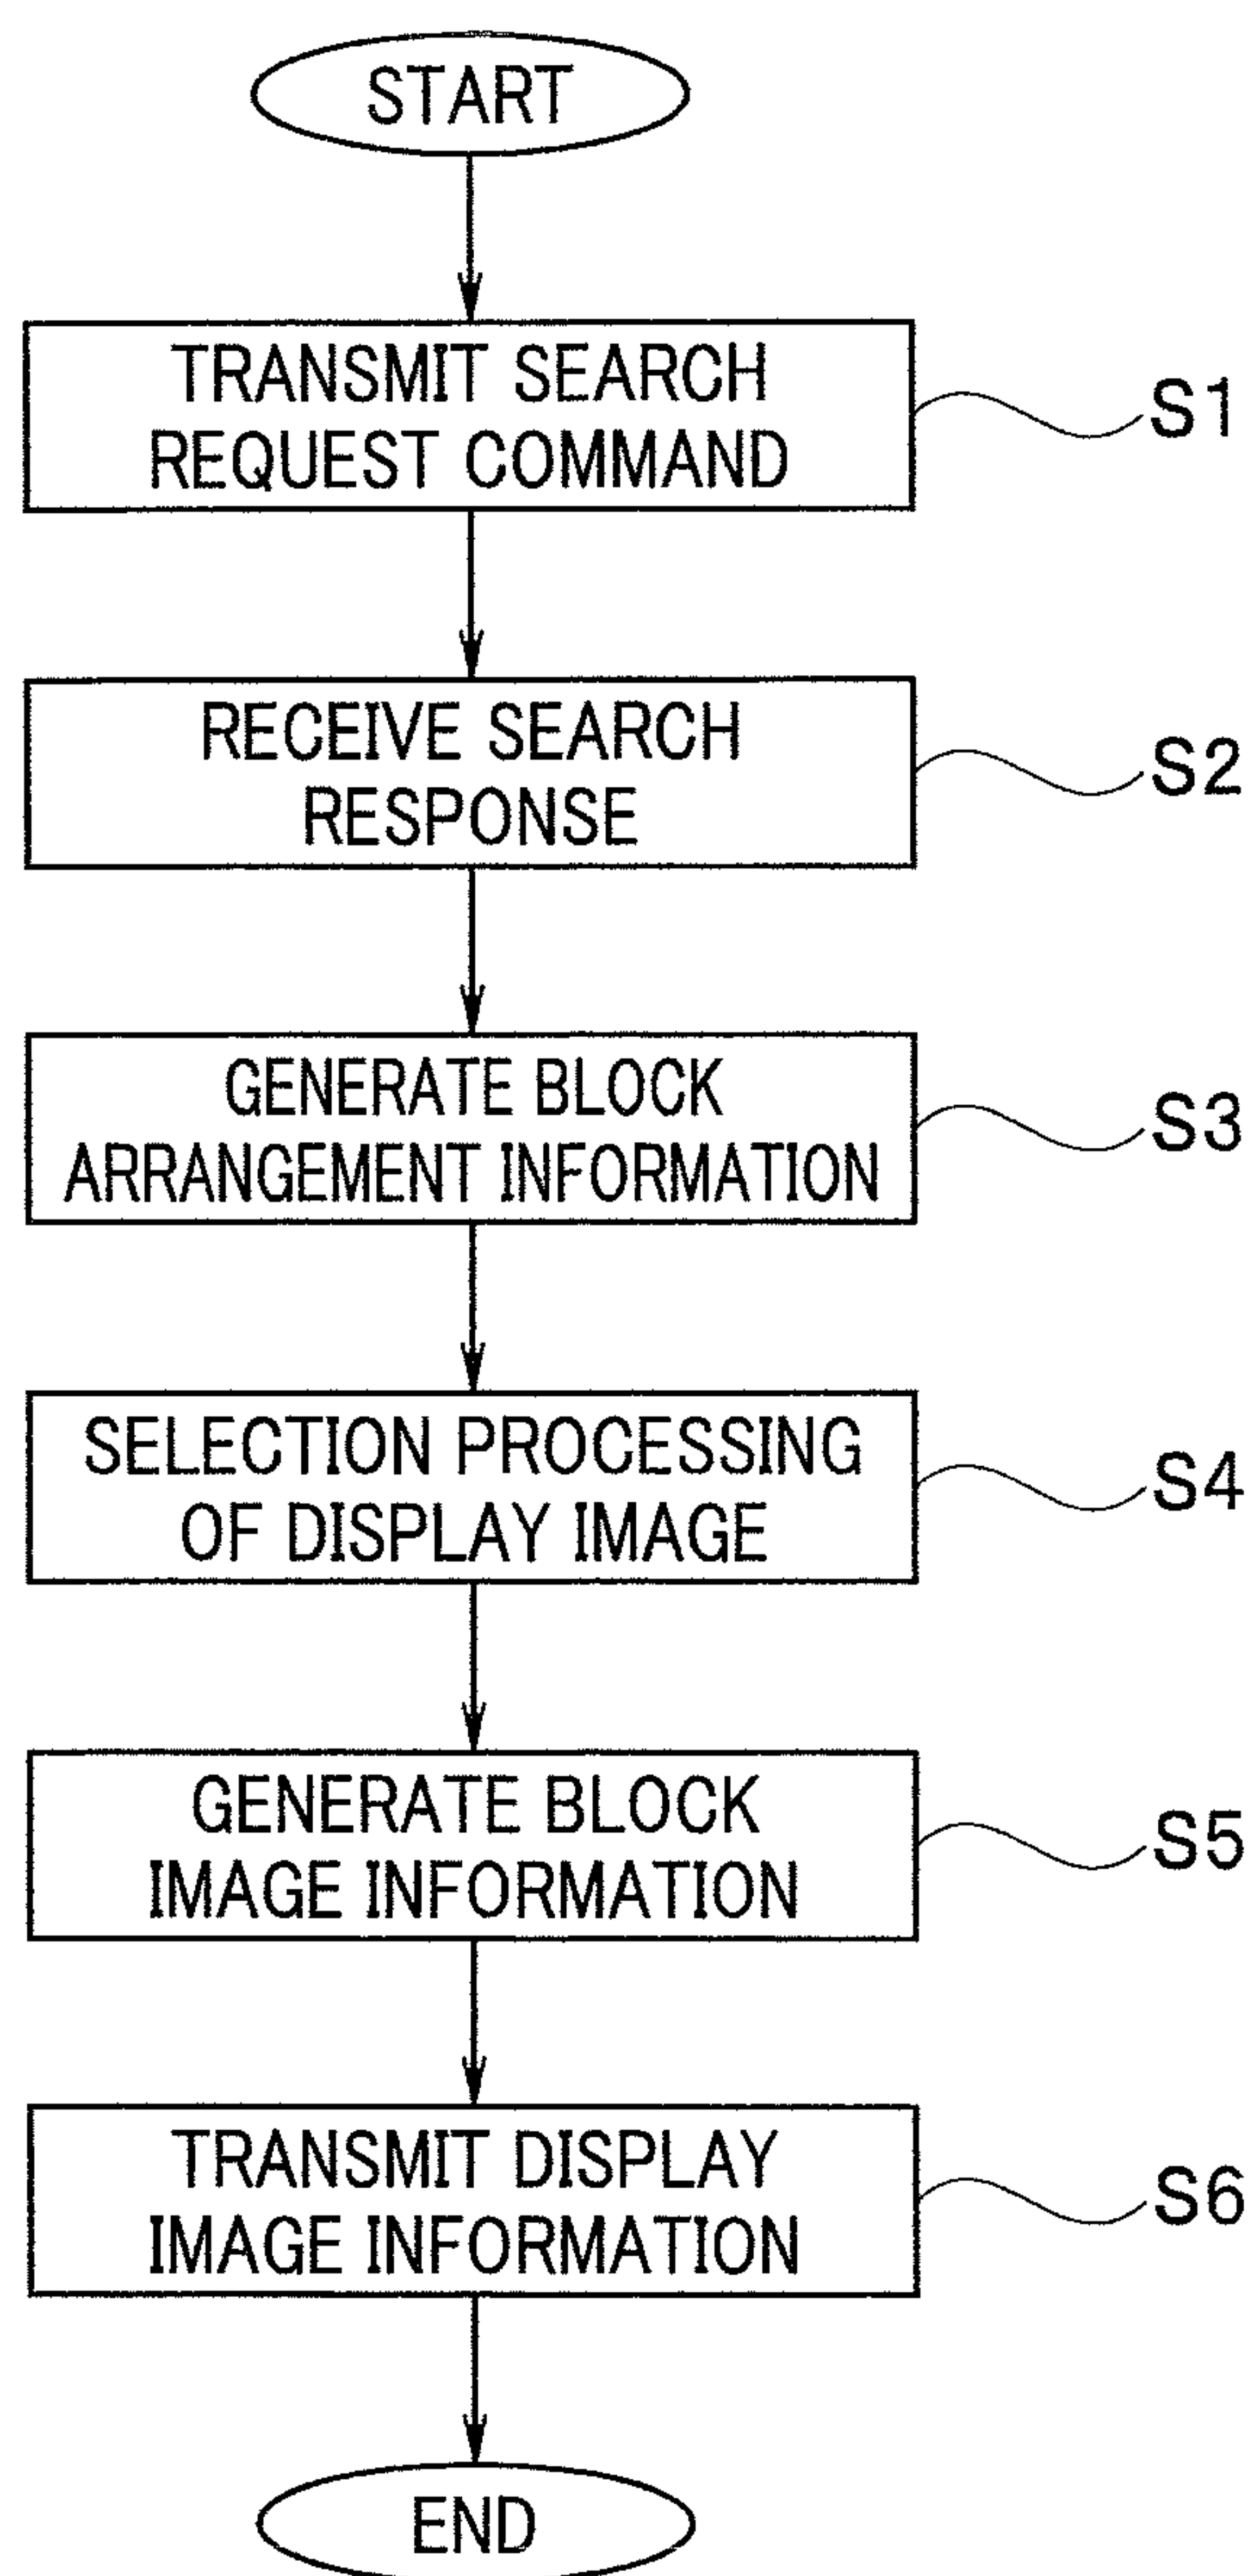 START
TRANSMIT SEARCH
REQUEST COMMAND
S1
RECEIVE SEARCH
RESPONSE
S2
GENERATE BLOCK
ARRANGEMENT INFORMATION
S3
SELECTION PROCESSING
OF DISPLAY IMAGE
S4
GENERATE BLOCK
IMAGE INFORMATION
S5
TRANSMIT DISPLAY
IMAGE INFORMATION
S6
END